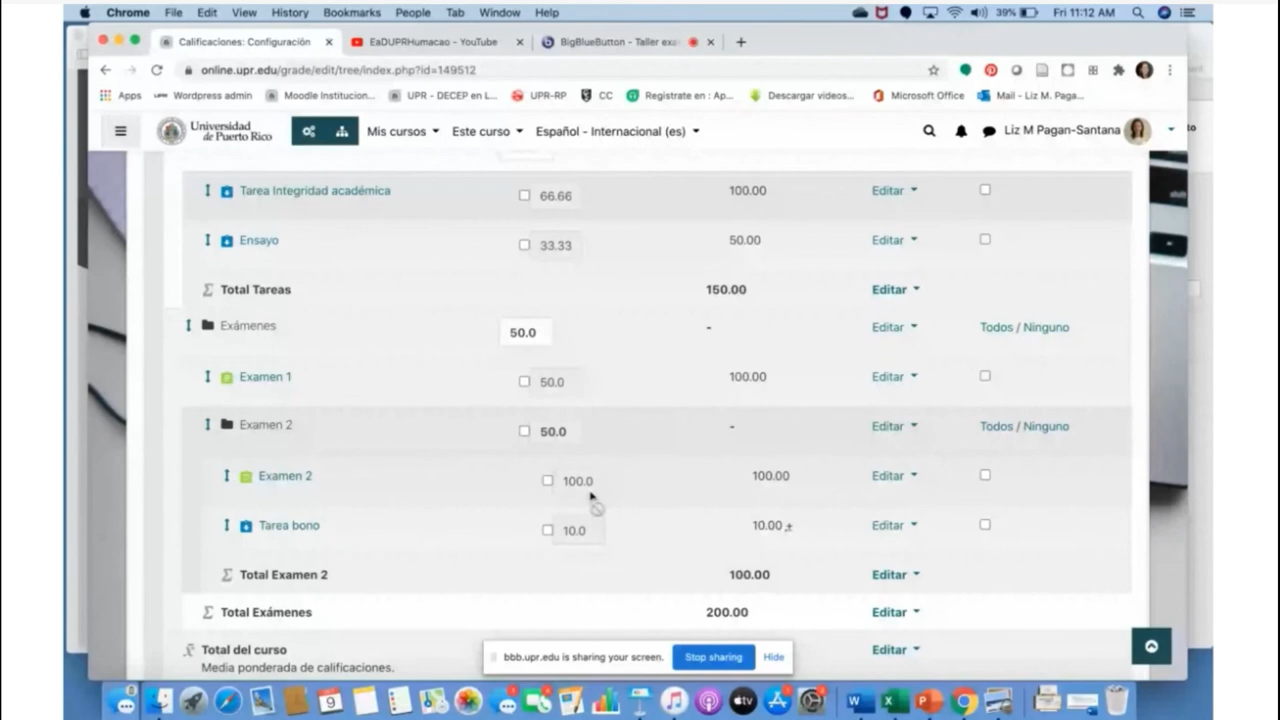 Chrome File Edit View History Bookmarks People Tab Window Help 39% Fri 11:12 AM
Calificaciones: Configuración × EaDUPRHumacao - YouTube × BigBlueButton - Taller exa × +
online.upr.edu/grade/edit/tree/index.php?id=149512
Apps Wordpress admin Moodle Institucion... UPR - DECEP en L... UPR-RP CC Registrate en : Ap... Descargar videos... Microsoft Office Mail - Liz M. Paga...
Universidad de Puerto Rico Mis cursos Este curso Español - Internacional (es) Liz M Pagan-Santana
Tarea Integridad académica 66.66 100.00 Editar
Ensayo 33.33 50.00 Editar
Σ Total Tareas 150.00 Editar
Exámenes 50.0 - Editar Todos / Ninguno
Examen 1 50.0 100.00 Editar
Examen 2 50.0 - Editar Todos / Ninguno
Examen 2 100.0 100.00 Editar
Tarea bono 10.0 10.00 ± Editar
Σ Total Examen 2 100.00 Editar
Σ Total Exámenes 200.00 Editar
Total del curso Editar
Media ponderada de calificaciones.
bbb.upr.edu is sharing your screen. Stop sharing Hide